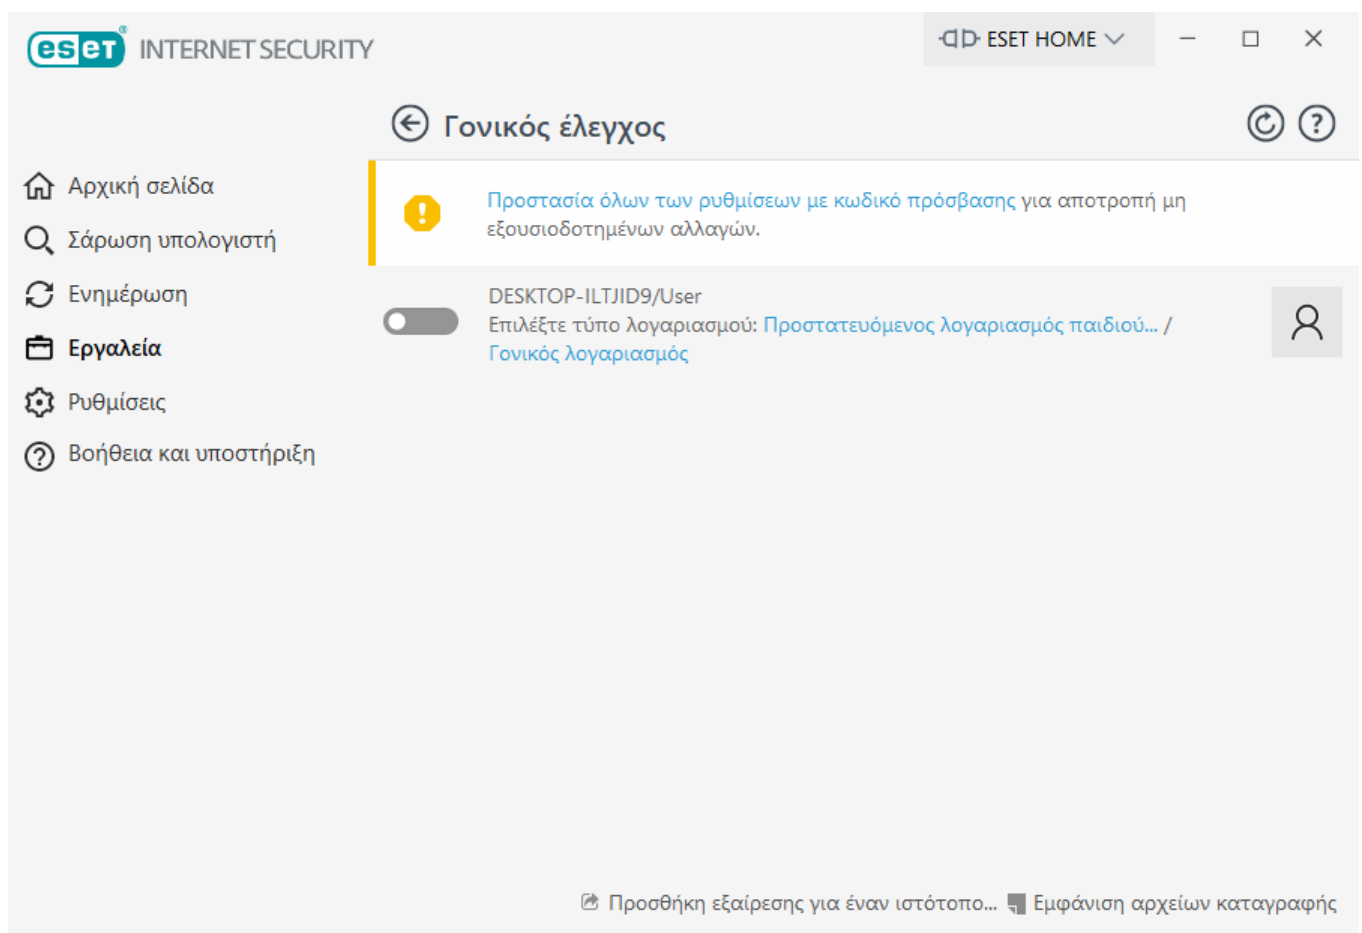 eseT® INTERNET SECURITY
ESET HOME
Γονικός έλεγχος
Αρχική σελίδα
Σάρωση υπολογιστή
Ενημέρωση
Εργαλεία
Ρυθμίσεις
Βοήθεια και υποστήριξη
Προστασία όλων των ρυθμίσεων με κωδικό πρόσβασης για αποτροπή μη
εξουσιοδοτημένων αλλαγών.
DESKTOP-ILTJID9/User
Επιλέξτε τύπο λογαριασμού: Προστατευόμενος λογαριασμός παιδιού... /
Γονικός λογαριασμός
Προσθήκη εξαίρεσης για έναν ιστότοπο... Εμφάνιση αρχείων καταγραφής